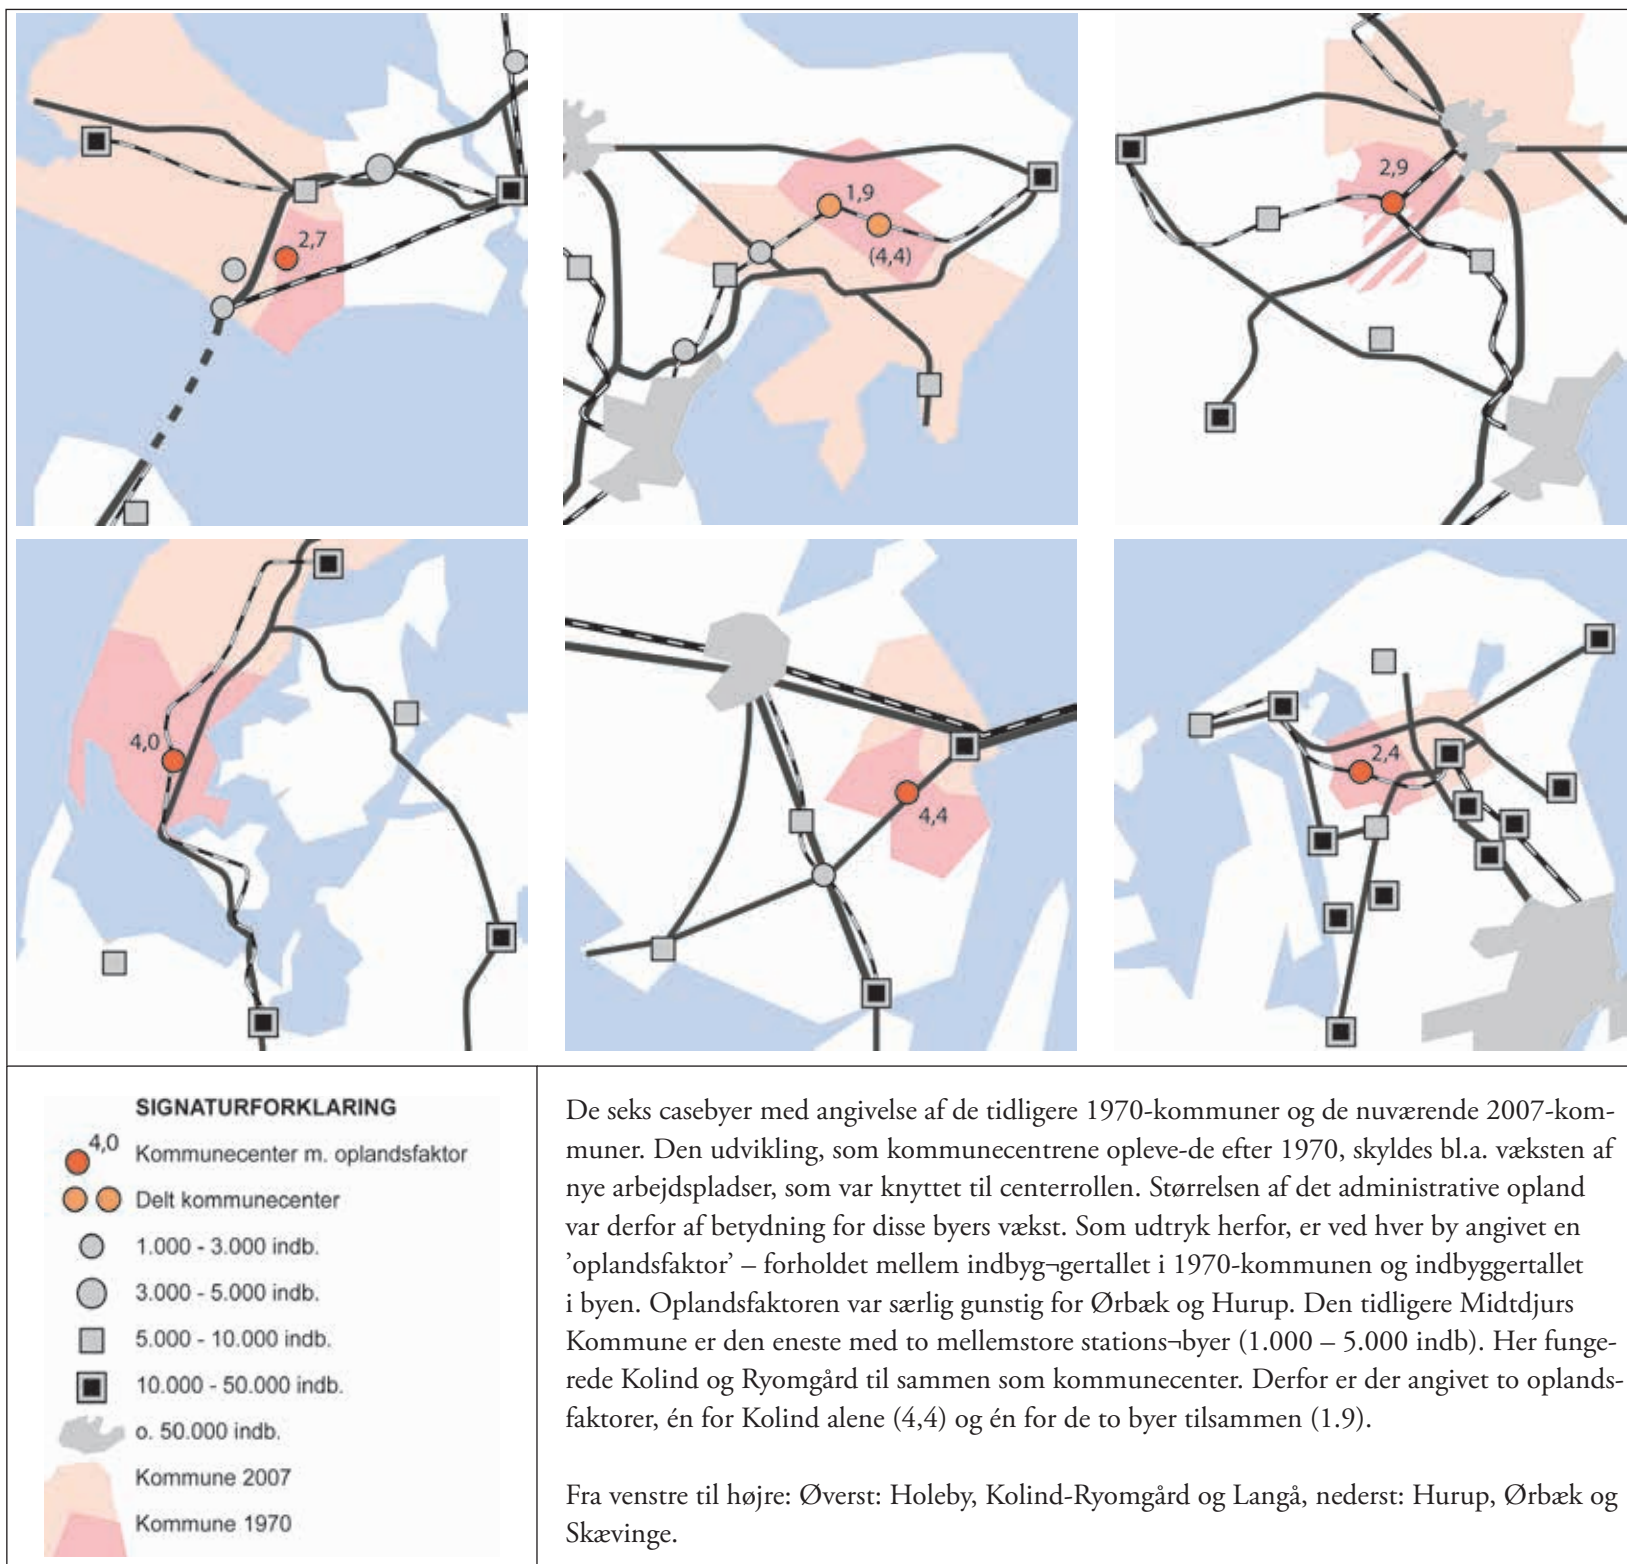 2,7
1,9
(4,4)
2,9
4,0
4,4
2,4
SIGNATURFORKLARING
4,0
Kommunecenter m. oplandsfaktor
Delt kommunecenter
1.000 - 3.000 indb.
3.000 - 5.000 indb.
5.000 - 10.000 indb.
10.000 - 50.000 indb.
o. 50.000 indb.
Kommune 2007
Kommune 1970
De seks casebyer med angivelse af de tidligere 1970-kommuner og de nuværende 2007-kom-
muner. Den udvikling, som kommunecentrene opleve-de efter 1970, skyldes bl.a. væksten af
nye arbejdspladser, som var knyttet til centerrollen. Størrelsen af det administrative opland
var derfor af betydning for disse byers vækst. Som udtryk herfor, er ved hver by angivet en
’oplandsfaktor’ – forholdet mellem indbyg¬gertallet i 1970-kommunen og indbyggertallet
i byen. Oplandsfaktoren var særlig gunstig for Ørbæk og Hurup. Den tidligere Midtdjurs
Kommune er den eneste med to mellemstore stations¬byer (1.000 – 5.000 indb). Her funge-
rede Kolind og Ryomgård til sammen som kommunecenter. Derfor er der angivet to oplands-
faktorer, én for Kolind alene (4,4) og én for de to byer tilsammen (1.9).
Fra venstre til højre: Øverst: Holeby, Kolind-Ryomgård og Langå, nederst: Hurup, Ørbæk og
Skævinge.